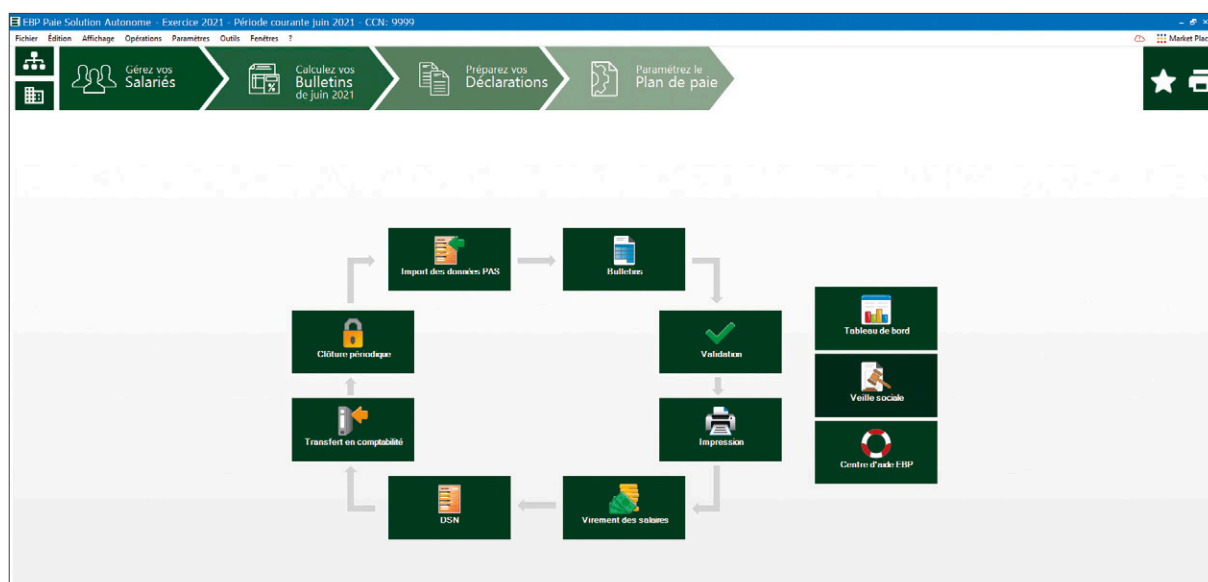 EBP Paie Solution Autonome - Exercice 2021 - Période courante juin 2021 - CCN: 9999
Fichier Édition Affichage Opérations Paramètres Outils Fenêtres ? Market Plac
Gérez vos
Salariés
Calculez vos
Bulletins
de juin 2021
Préparez vos
Déclarations
Paramétrez le
Plan de paie
Import des données PAS
Bulletins
Clôture périodique
Validation
Tableau de bord
Veille sociale
Transfert en comptabilité
Impression
Centre d'aide EBP
DSN
Virement des salaires